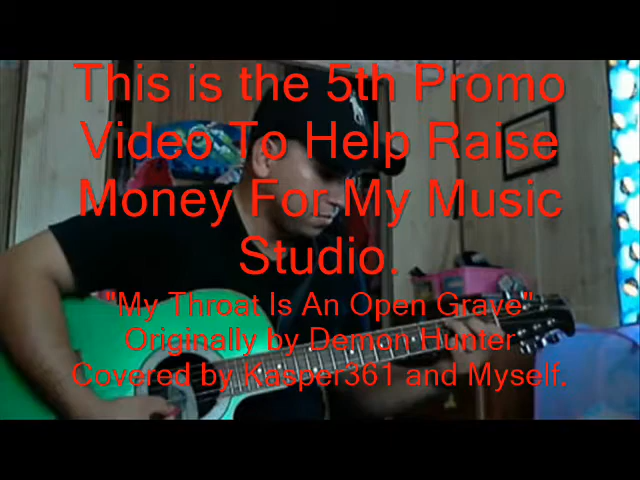 This is the 5th Promo
Video To Help Raise
Money For My Music
Studio.
"My Throat Is An Open Grave"
Originally by Demon Hunter
Covered by Kasper361 and Myself.